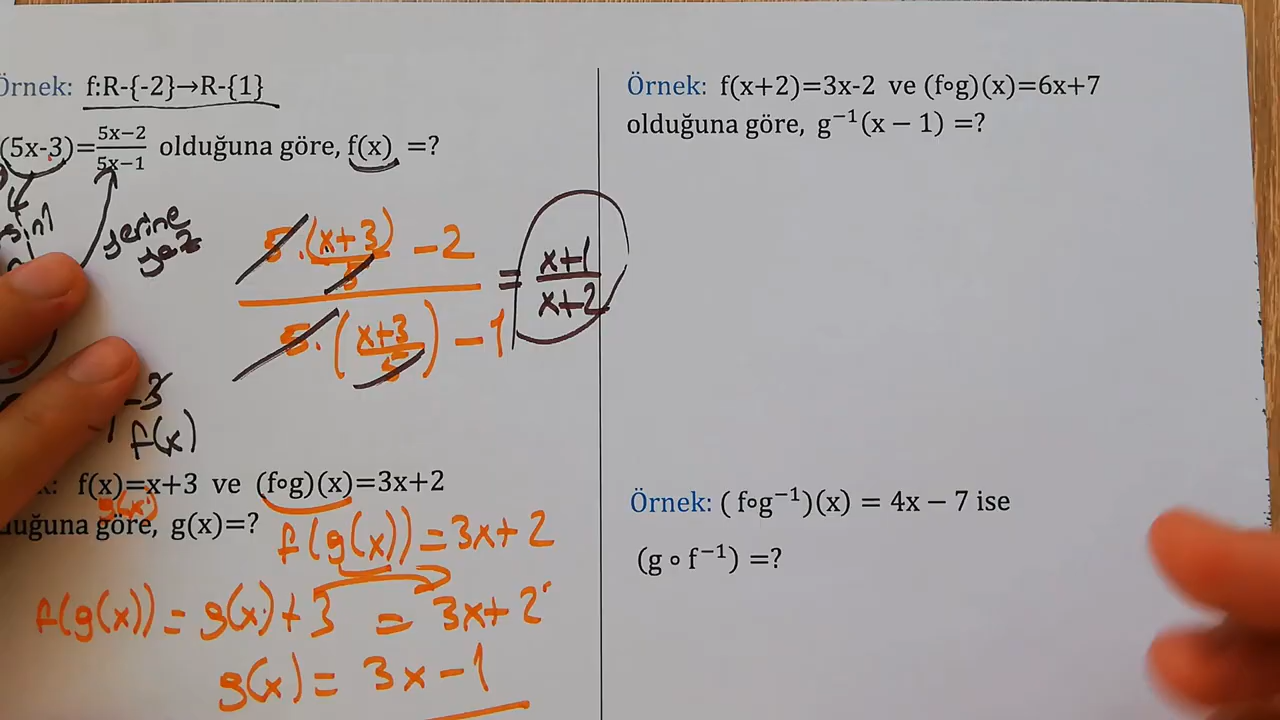 Örnek: f:R-{-2}→R-{1}
(5x-3)=5x−2/5x−1 olduğuna göre, f(x) =?
yerine
yaz
5.(x+3)/5 −2
5.(x+3/5) −1
= x+1/x+2
-3
f(x)
f(x)=x+3 ve (f∘g)(x)=3x+2
g(x)
duğuna göre, g(x)=?
f(g(x))=3x+2
f(g(x))= g(x)+3 = 3x+2
g(x)= 3x−1
Örnek: f(x+2)=3x-2 ve (f∘g)(x)=6x+7
olduğuna göre, g⁻¹(x − 1) =?
Örnek: ( f∘g⁻¹)(x) = 4x − 7 ise
(g ∘ f⁻¹) =?